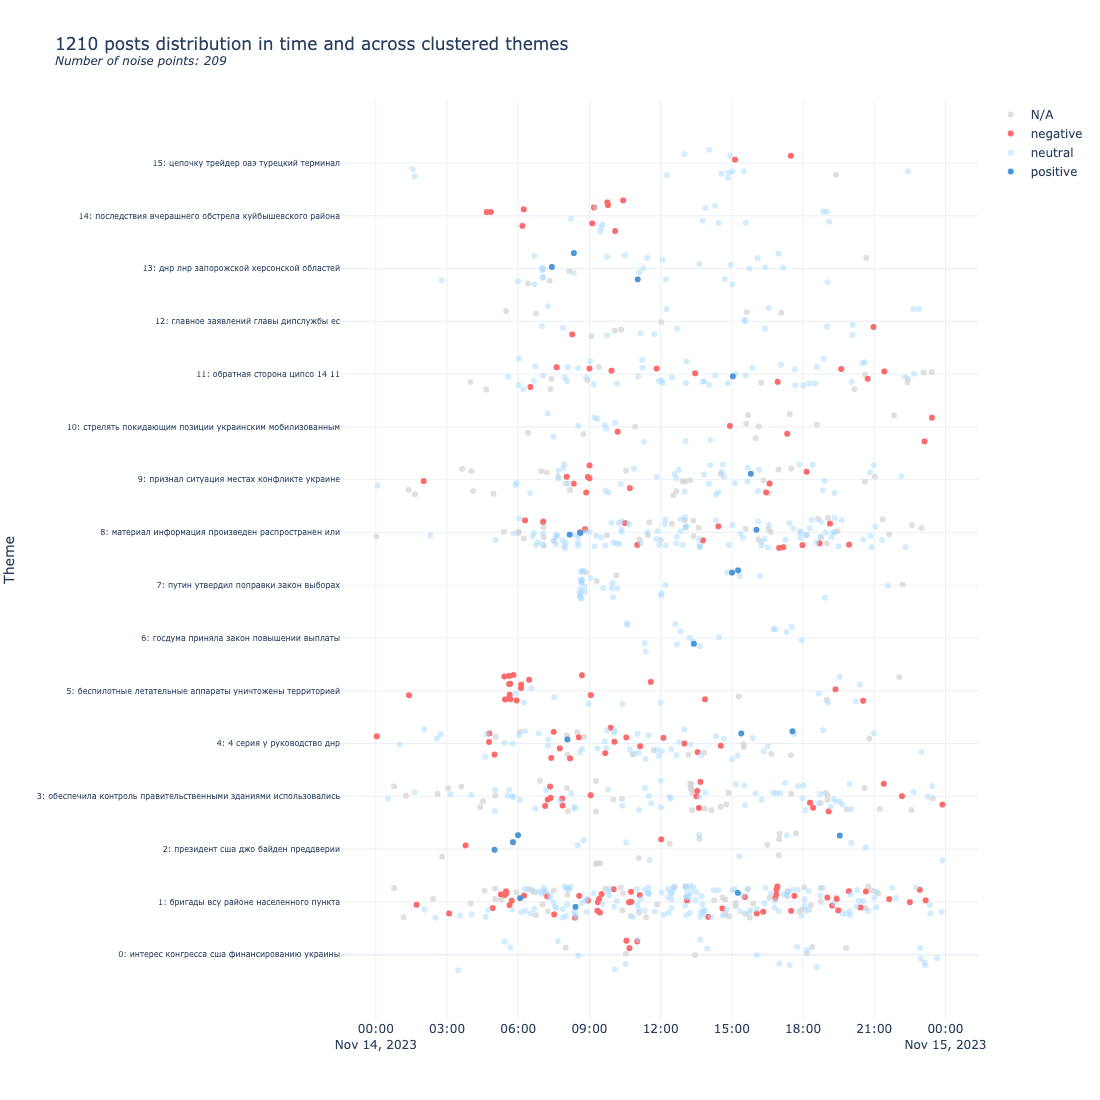 1210 posts distribution in time and across clustered themes
Number of noise points: 209
N/A
negative
neutral
positive
Theme
15: цепочку трейдер оаэ турецкий терминал
14: последствия вчерашнего обстрела куйбышевского района
13: днр лнр запорожской херсонской областей
12: главное заявлений главы дипслужбы ес
11: обратная сторона ципсо 14 11
10: стрелять покидающим позиции украинским мобилизованным
9: признал ситуация местах конфликте украине
8: материал информация произведен распространен или
7: путин утвердил поправки закон выборах
6: госдума приняла закон повышении выплаты
5: беспилотные летательные аппараты уничтожены территорией
4: 4 серия у руководство днр
3: обеспечила контроль правительственными зданиями использовались
2: президент сша джо байден преддверии
1: бригады всу районе населенного пункта
0: интерес конгресса сша финансированию украины
00:00 03:00 06:00 09:00 12:00 15:00 18:00 21:00 00:00
Nov 14, 2023 Nov 15, 2023